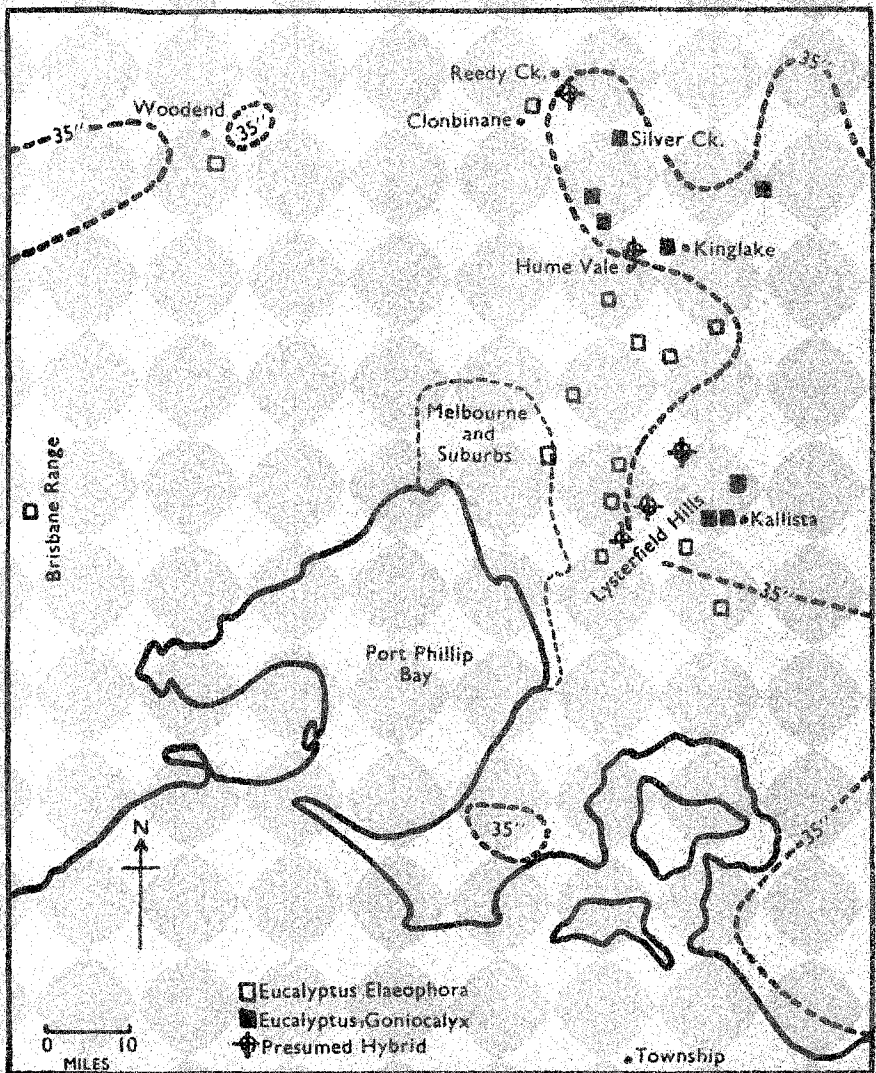 Reedy Ck.
35"
Woodend
35"
35"
Clonbinane
Silver Ck.
Kinglake
Hume Vale
Melbourne
and
Suburbs
Brisbane Range
Lysterfield Hills
Kallista
35"
Port Phillip
Bay
35"
35"
N
Eucalyptus Elaeophora
Eucalyptus Goniocalyx
Presumed Hybrid
0 10
MILES
Township